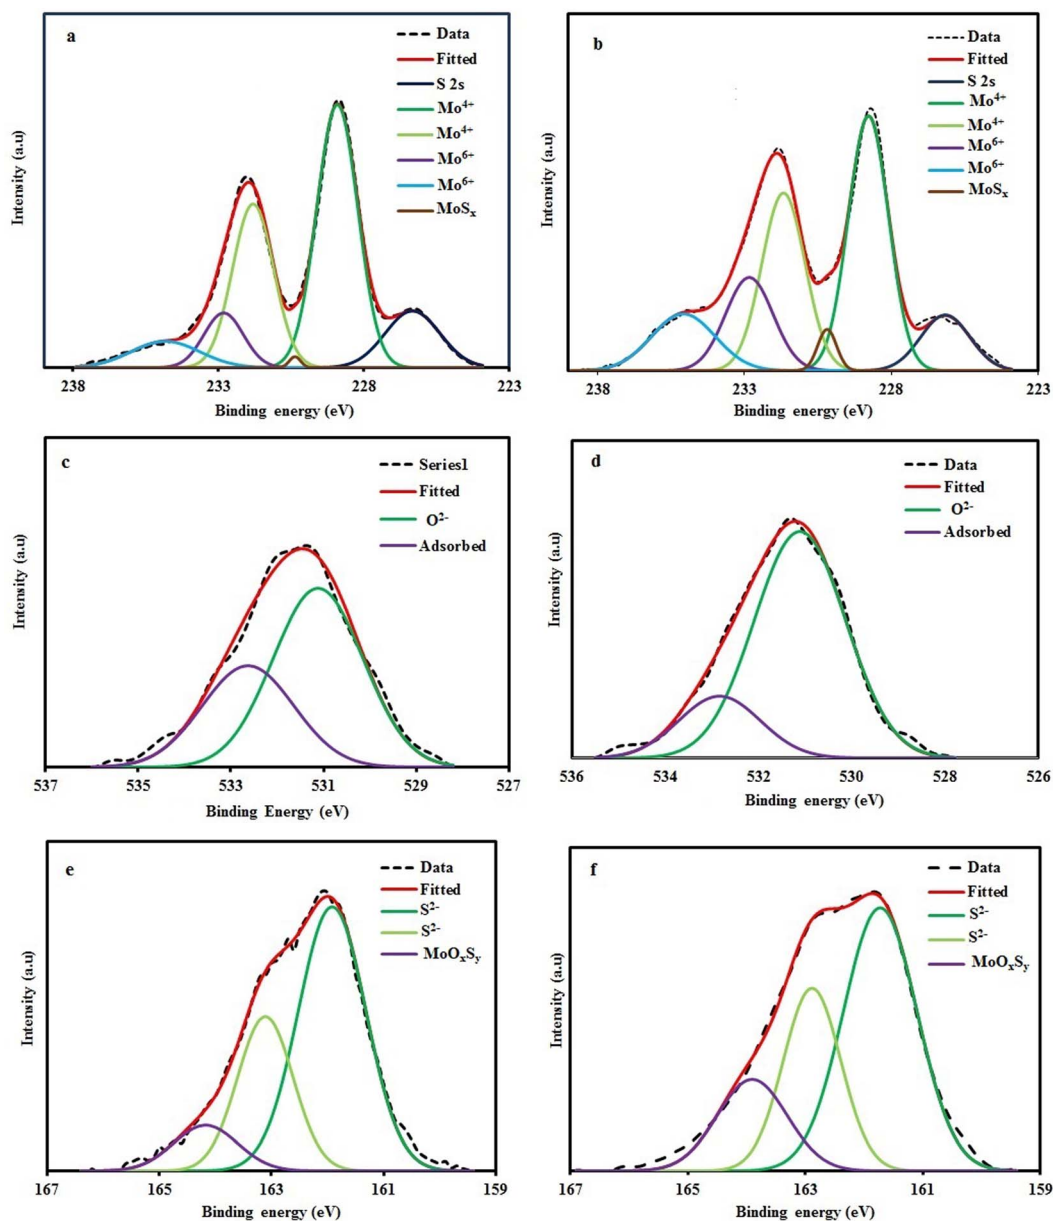 a
Data
Fitted
S 2s
Mo⁴⁺
Mo⁴⁺
Mo⁶⁺
Mo⁶⁺
MoSₓ
Intensity (a.u)
238 233 228 223
Binding energy (eV)
b
Data
Fitted
S 2s
Mo⁴⁺
Mo⁴⁺
Mo⁶⁺
Mo⁶⁺
MoSₓ
Intensity (a.u)
238 233 228 223
Binding energy (eV)
c
Series1
Fitted
O²⁻
Adsorbed
Intensity (a.u)
537 535 533 531 529 527
Binding Energy (eV)
d
Data
Fitted
O²⁻
Adsorbed
Intensity (a.u)
536 534 532 530 528 526
Binding energy (eV)
e
Data
Fitted
S²⁻
S²⁻
MoOₓSᵧ
Intensity (a.u)
167 165 163 161 159
Binding energy (eV)
f
Data
Fitted
S²⁻
S²⁻
MoOₓSᵧ
Intensity (a.u)
167 165 163 161 159
Binding energy (eV)